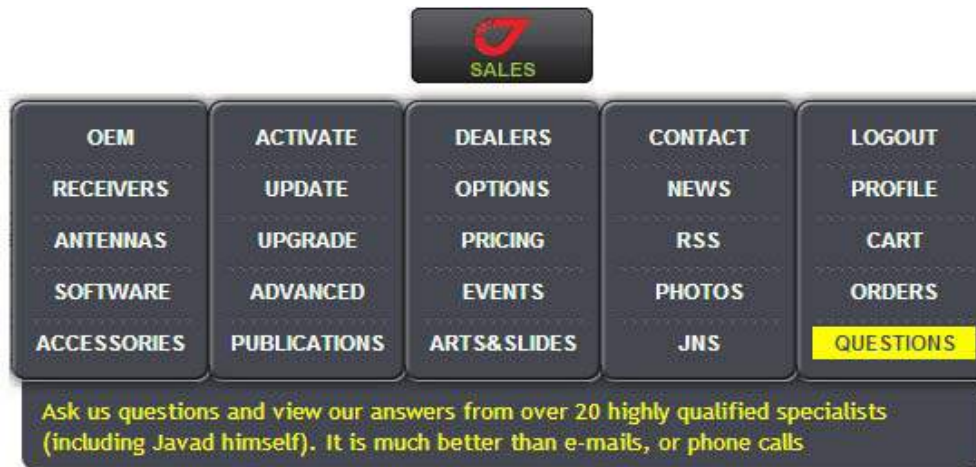 SALES
OEM ACTIVATE DEALERS CONTACT LOGOUT
RECEIVERS UPDATE OPTIONS NEWS PROFILE
ANTENNAS UPGRADE PRICING RSS CART
SOFTWARE ADVANCED EVENTS PHOTOS ORDERS
ACCESSORIES PUBLICATIONS ARTS&SLIDES JNS QUESTIONS
Ask us questions and view our answers from over 20 highly qualified specialists
(including Javad himself). It is much better than e-mails, or phone calls